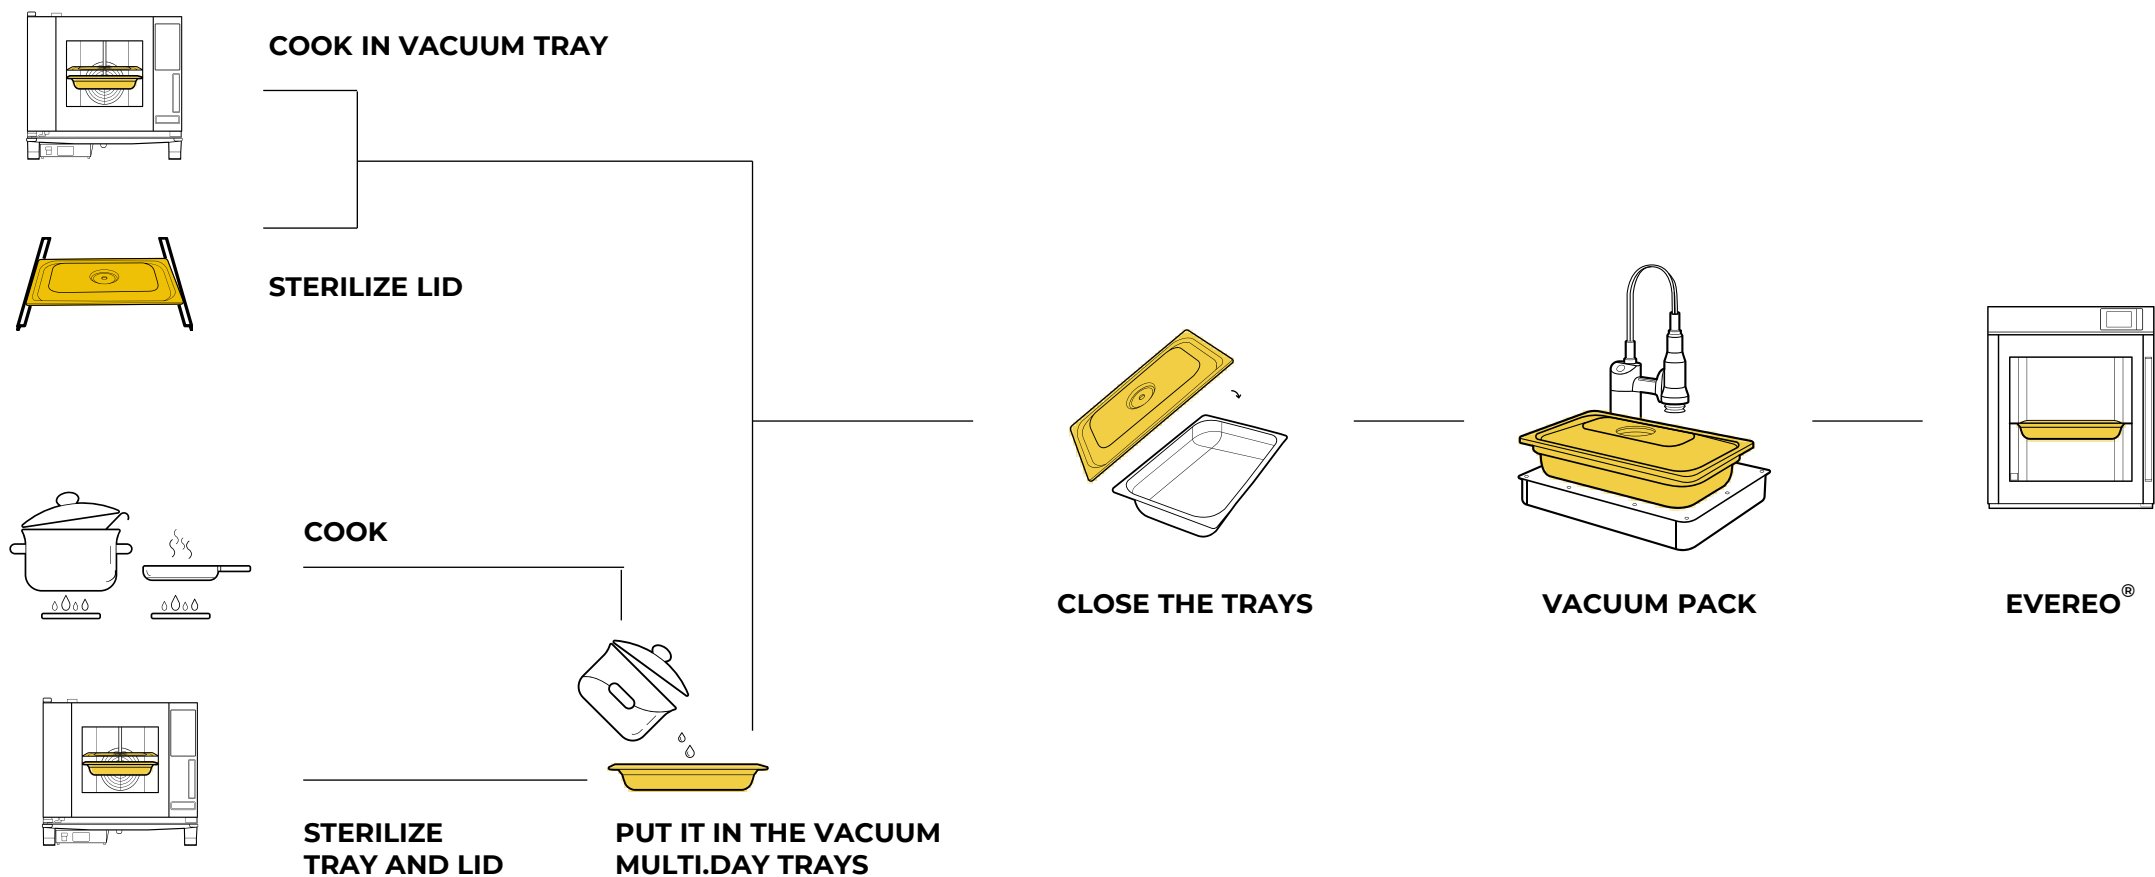 COOK IN VACUUM TRAY
STERILIZE LID
COOK
CLOSE THE TRAYS
VACUUM PACK
EVEREO®
STERILIZE
TRAY AND LID
PUT IT IN THE VACUUM
MULTI.DAY TRAYS